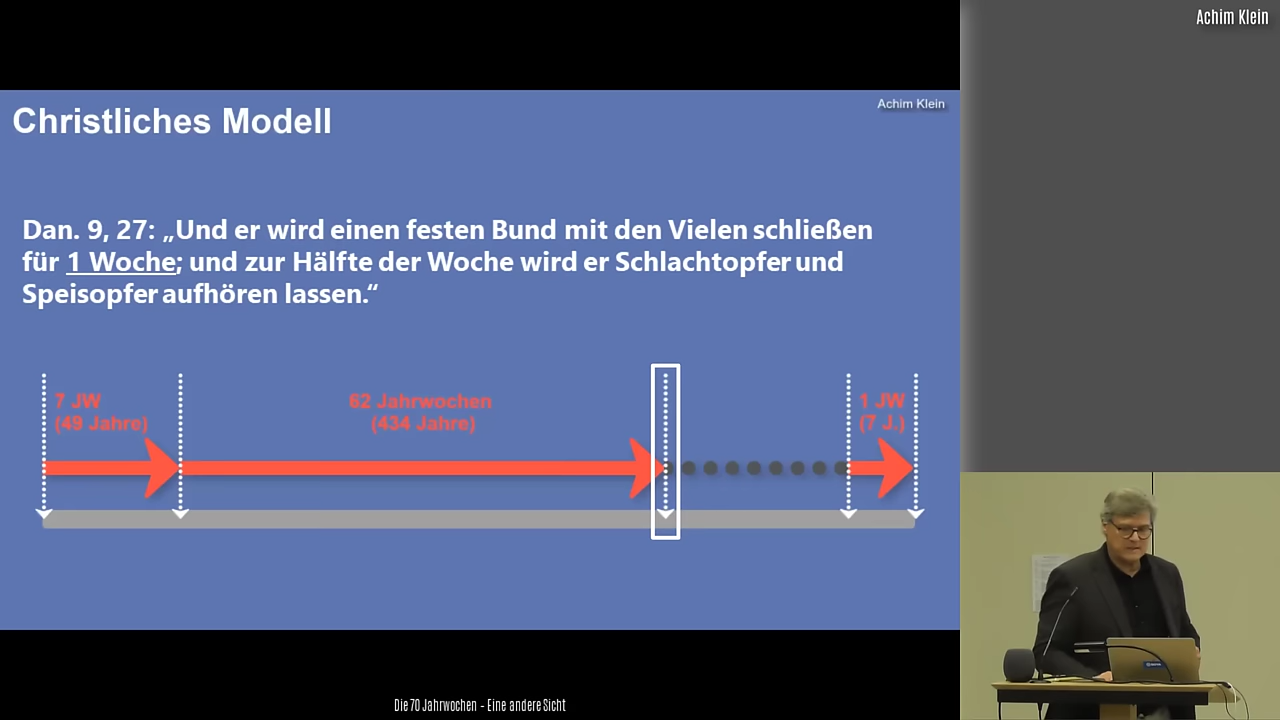 Achim Klein
Achim Klein
Christliches Modell
Dan. 9, 27: „Und er wird einen festen Bund mit den Vielen schließen
für 1 Woche; und zur Hälfte der Woche wird er Schlachtopfer und
Speisopfer aufhören lassen.“
7 JW
(49 Jahre)
62 Jahrwochen
(434 Jahre)
1 JW
(7 J.)
Die 70 Jahrwochen - Eine andere Sicht